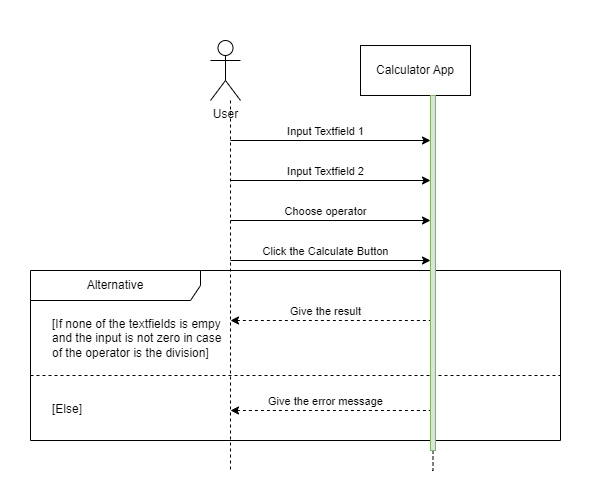 Calculator App
User
Input Textfield 1
Input Textfield 2
Choose operator
Click the Calculate Button
Alternative
Give the result
[If none of the textfields is empy
and the input is not zero in case
of the operator is the division]
Give the error message
[Else]